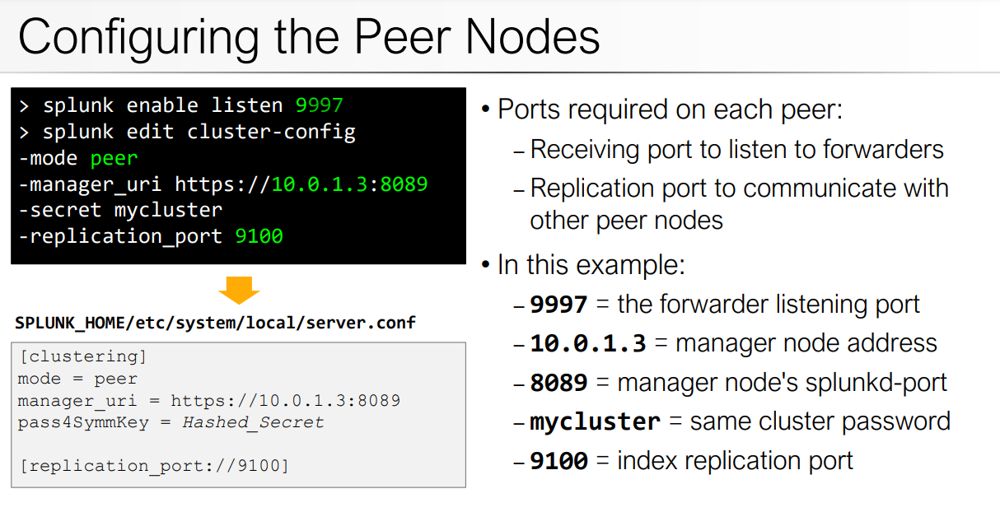 Configuring the Peer Nodes
> splunk enable listen 9997
> splunk edit cluster-config
-mode peer
-manager_uri https://10.0.1.3:8089
-secret mycluster
-replication_port 9100
SPLUNK_HOME/etc/system/local/server.conf
[clustering]
mode = peer
manager_uri = https://10.0.1.3:8089
pass4SymmKey = Hashed_Secret
[replication_port://9100]
• Ports required on each peer:
– Receiving port to listen to forwarders
– Replication port to communicate with
other peer nodes
• In this example:
– 9997 = the forwarder listening port
– 10.0.1.3 = manager node address
– 8089 = manager node's splunkd-port
– mycluster = same cluster password
– 9100 = index replication port